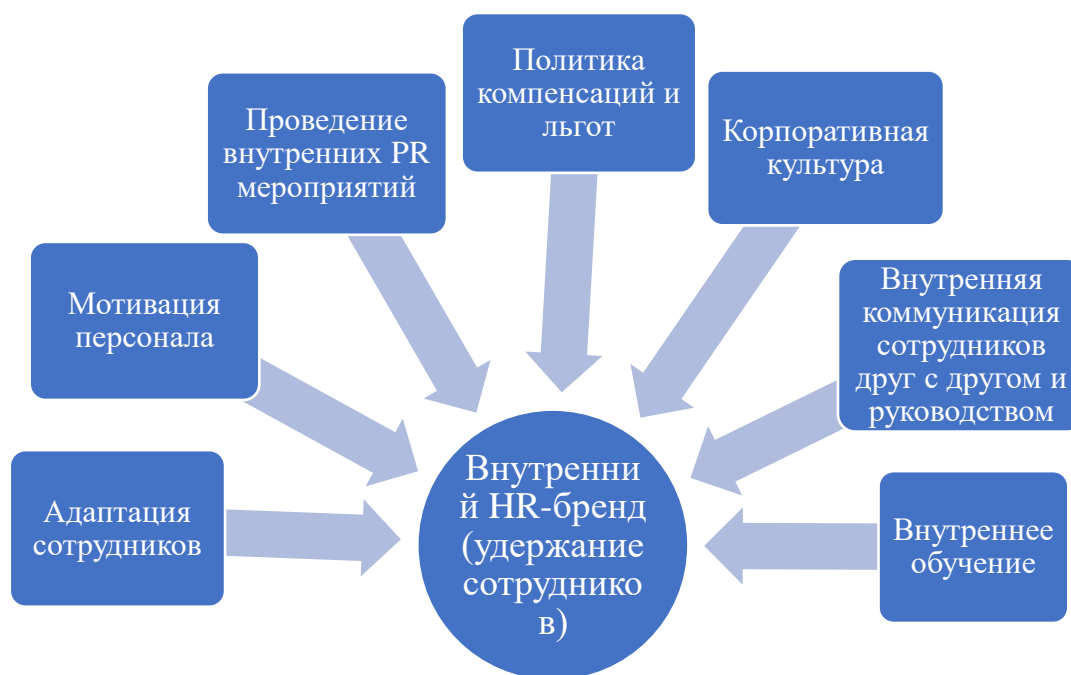 Политика
компенсаций и
льгот
Проведение
внутренних PR
мероприятий
Корпоративная
культура
Мотивация
персонала
Внутренняя
коммуникация
сотрудников
друг с другом и
руководством
Адаптация
сотрудников
Внутренни
й HR-бренд
(удержание
сотруднико
в)
Внутреннее
обучение